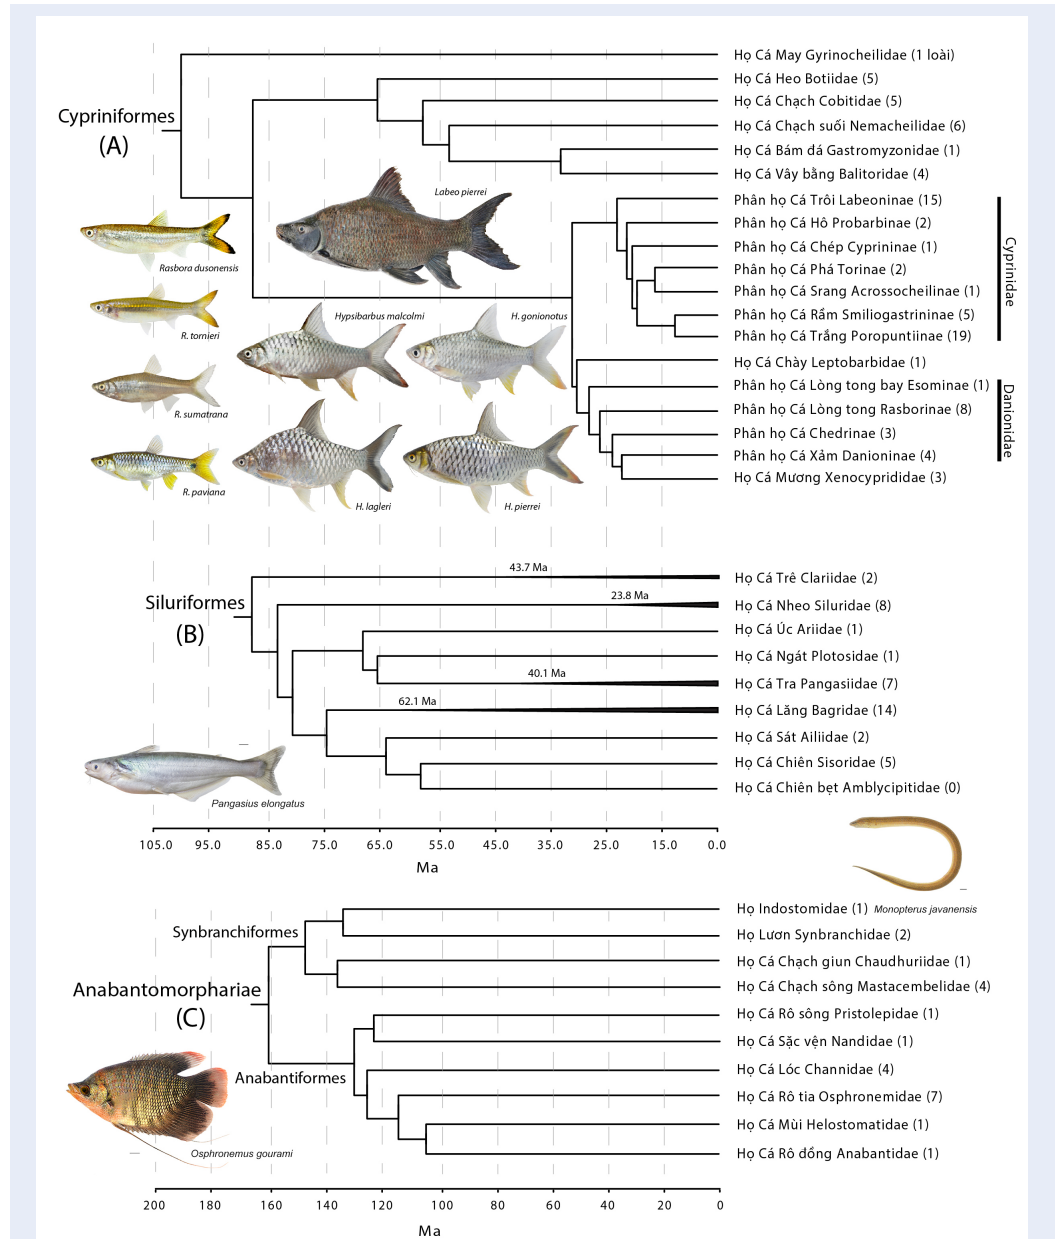 Cypriniformes
(A)
Họ Cá May Gyrinocheilidae (1 loài)
Họ Cá Heo Botiidae (5)
Họ Cá Chạch Cobitidae (5)
Họ Cá Chạch suối Nemacheilidae (6)
Họ Cá Bám đá Gastromyzonidae (1)
Họ Cá Vây bằng Balitoridae (4)
Phân họ Cá Trôi Labeoninae (15)
Phân họ Cá Hô Probarbinae (2)
Phân họ Cá Chép Cyprininae (1)
Phân họ Cá Phá Torinae (2)
Phân họ Cá Srang Acrossocheilinae (1)
Phân họ Cá Rầm Smiliogastrininae (5)
Phân họ Cá Trắng Poropuntiinae (19)
Cyprinidae
Họ Cá Chày Leptobarbidae (1)
Phân họ Cá Lòng tong bay Esominae (1)
Phân họ Cá Lòng tong Rasborinae (8)
Phân họ Cá Chedrinae (3)
Phân họ Cá Xảm Danioninae (4)
Danionidae
Họ Cá Mương Xenocyprididae (3)
Labeo pierrei
Rasbora dusonensis
R. tornieri
Hypsibarbus malcolmi
H. gonionotus
R. sumatrana
R. paviana
H. lagleri
H. pierrei
Siluriformes
(B)
43.7 Ma
23.8 Ma
40.1 Ma
62.1 Ma
Họ Cá Trê Clariidae (2)
Họ Cá Nheo Siluridae (8)
Họ Cá Úc Ariidae (1)
Họ Cá Ngát Plotosidae (1)
Họ Cá Tra Pangasiidae (7)
Họ Cá Lăng Bagridae (14)
Họ Cá Sát Ailiidae (2)
Họ Cá Chiên Sisoridae (5)
Họ Cá Chiên bẹt Amblycipitidae (0)
Pangasius elongatus
105.0 95.0 85.0 75.0 65.0 55.0 45.0 35.0 25.0 15.0 0.0
Ma
Monopterus javanensis
Synbranchiformes
Anabantomorphariae
(C)
Anabantiformes
Họ Indostomidae (1)
Họ Lươn Synbranchidae (2)
Họ Cá Chạch giun Chaudhuriidae (1)
Họ Cá Chạch sông Mastacembelidae (4)
Họ Cá Rô sông Pristolepidae (1)
Họ Cá Sặc vện Nandidae (1)
Họ Cá Lóc Channidae (4)
Họ Cá Rô tia Osphronemidae (7)
Họ Cá Mùi Helostomatidae (1)
Họ Cá Rô đồng Anabantidae (1)
Osphronemus gourami
200 180 160 140 120 100 80 60 40 20 0
Ma